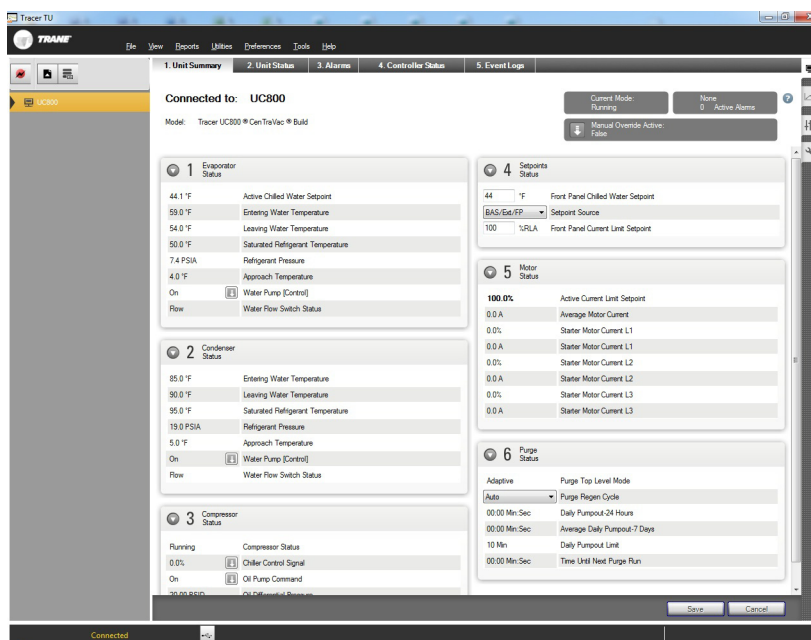 Tracer TU
TRANE
File View Reports Utilities Preferences Tools Help
1. Unit Summary 2. Unit Status 3. Alarms 4. Controller Status 5. Event Logs
UC800
Connected to: UC800
Current Mode:
Running
None
0 Active Alarms
Model: Tracer UC800 ® CenTraVac ® Build
Manual Override Active:
False
1 Evaporator
Status
44.1 °F Active Chilled Water Setpoint
59.0 °F Entering Water Temperature
54.0 °F Leaving Water Temperature
50.0 °F Saturated Refrigerant Temperature
7.4 PSIA Refrigerant Pressure
4.0 °F Approach Temperature
On Water Pump [Control]
Flow Water Flow Switch Status
2 Condenser
Status
85.0 °F Entering Water Temperature
90.0 °F Leaving Water Temperature
95.0 °F Saturated Refrigerant Temperature
19.0 PSIA Refrigerant Pressure
5.0 °F Approach Temperature
On Water Pump [Control]
Flow Water Flow Switch Status
3 Compressor
Status
Running Compressor Status
0.0% Chiller Control Signal
On Oil Pump Command
20.00 PSID Oil Differential Pressure
4 Setpoints
Status
44 °F Front Panel Chilled Water Setpoint
BAS/Ext/FP Setpoint Source
100 %RLA Front Panel Current Limit Setpoint
5 Motor
Status
100.0% Active Current Limit Setpoint
0.0 A Average Motor Current
0.0% Starter Motor Current L1
0.0 A Starter Motor Current L1
0.0% Starter Motor Current L2
0.0 A Starter Motor Current L2
0.0% Starter Motor Current L3
0.0 A Starter Motor Current L3
6 Purge
Status
Adaptive Purge Top Level Mode
Auto Purge Regen Cycle
00:00 Min:Sec Daily Pumpout-24 Hours
00:00 Min:Sec Average Daily Pumpout-7 Days
10 Min Daily Pumpout Limit
00:00 Min:Sec Time Until Next Purge Run
Save Cancel
Connected